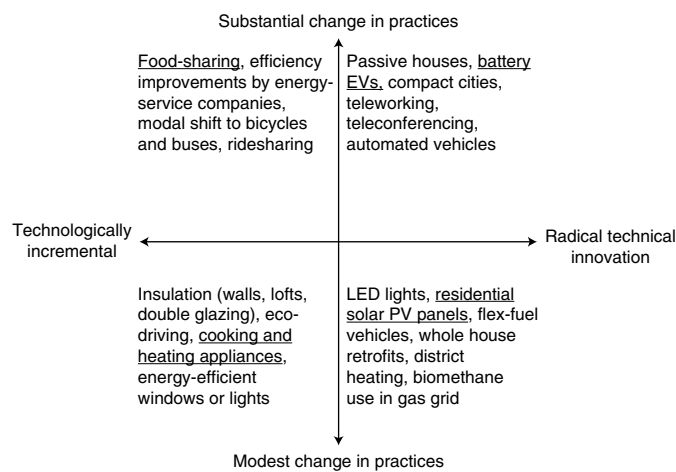 Substantial change in practices
Food-sharing, efficiency
improvements by energy-
service companies,
modal shift to bicycles
and buses, ridesharing
Passive houses, battery
EVs, compact cities,
teleworking,
teleconferencing,
automated vehicles
Technologically
incremental
Radical technical
innovation
Insulation (walls, lofts,
double glazing), eco-
driving, cooking and
heating appliances,
energy-efficient
windows or lights
LED lights, residential
solar PV panels, flex-fuel
vehicles, whole house
retrofits, district
heating, biomethane
use in gas grid
Modest change in practices